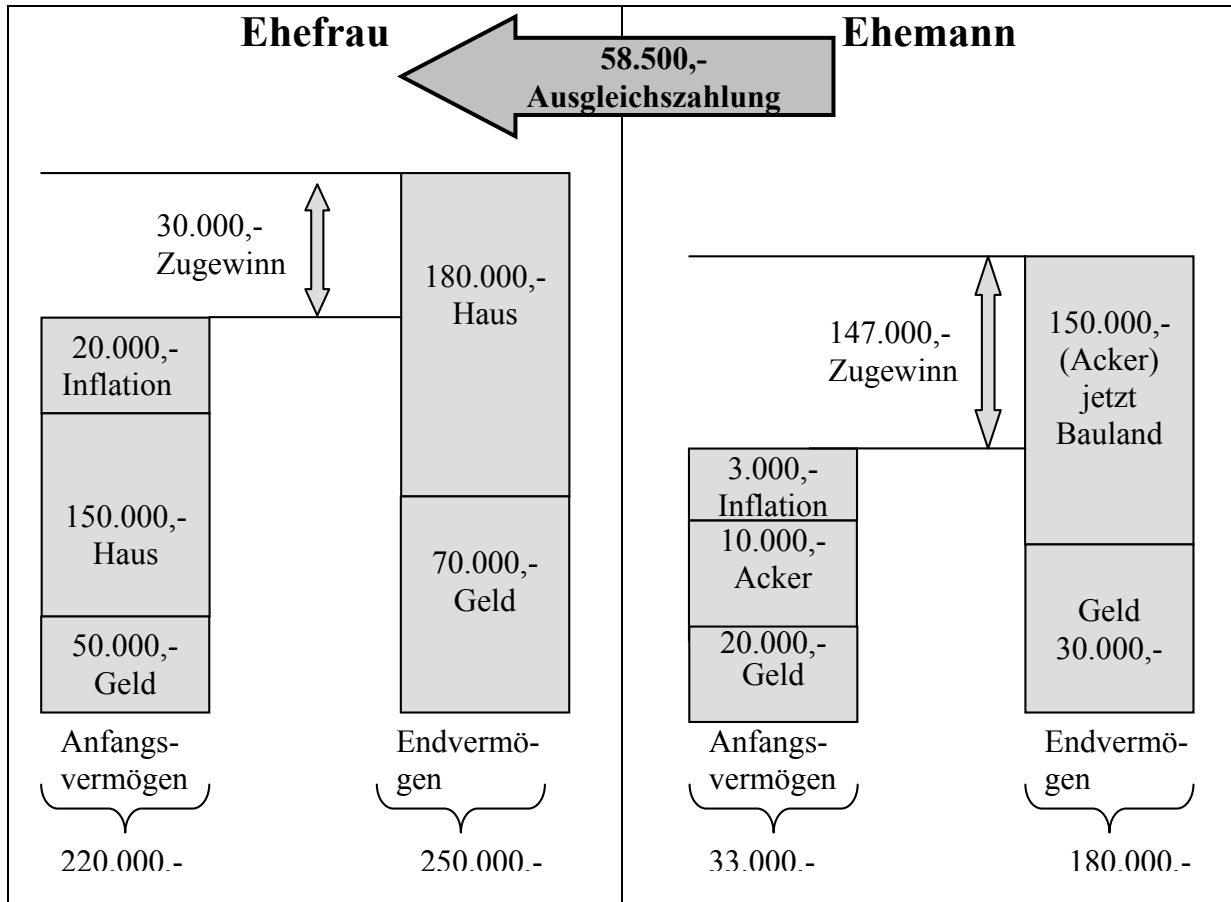 Ehefrau
Ehemann
58.500,-
Ausgleichszahlung
30.000,-
Zugewinn
20.000,-
Inflation
150.000,-
Haus
50.000,-
Geld
180.000,-
Haus
70.000,-
Geld
Anfangs-
vermögen
Endvermö-
gen
220.000.-
250.000.-
147.000,-
Zugewinn
3.000,-
Inflation
10.000,-
Acker
20.000,-
Geld
150.000,-
(Acker)
jetzt
Bauland
Geld
30.000,-
Anfangs-
vermögen
Endvermö-
gen
33.000.-
180.000.-